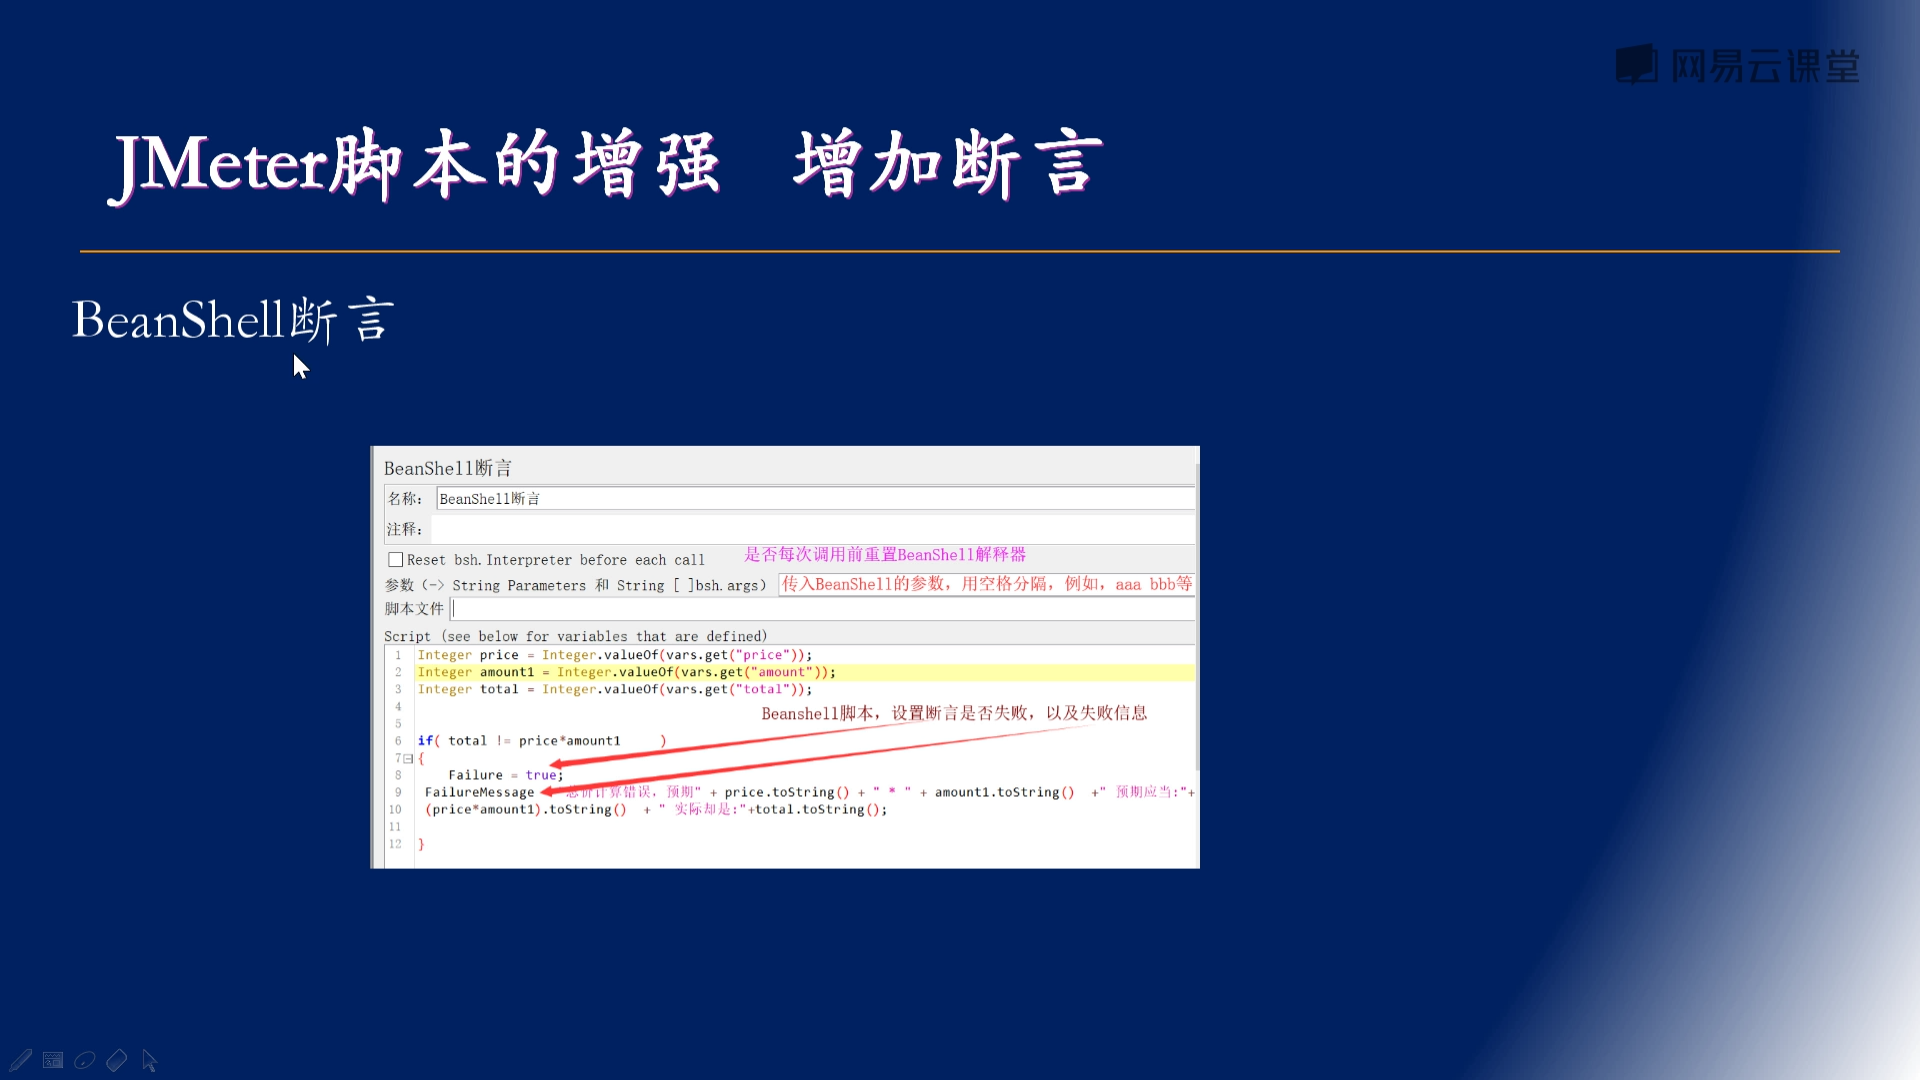 网易云课堂
JMeter脚本的增强 增加断言
BeanShell断言
BeanShell断言
名称： BeanShell断言
注释：
Reset bsh.Interpreter before each call 是否每次调用前重置BeanShell解释器
参数（-> String Parameters 和 String [ ]bsh.args） 传入BeanShell的参数，用空格分隔，例如，aaa bbb等
脚本文件
Script (see below for variables that are defined)
1 Integer price = Integer.valueOf(vars.get("price"));
2 Integer amount1 = Integer.valueOf(vars.get("amount"));
3 Integer total = Integer.valueOf(vars.get("total"));
4
Beanshell脚本，设置断言是否失败，以及失败信息
5
6 if( total != price*amount1 )
7 {
8 Failure = true;
9 FailureMessage 总价计算错误，预期" + price.toString() + " * " + amount1.toString() +" 预期应当:"+
10 (price*amount1).toString() + " 实际却是:"+total.toString();
11
12 }